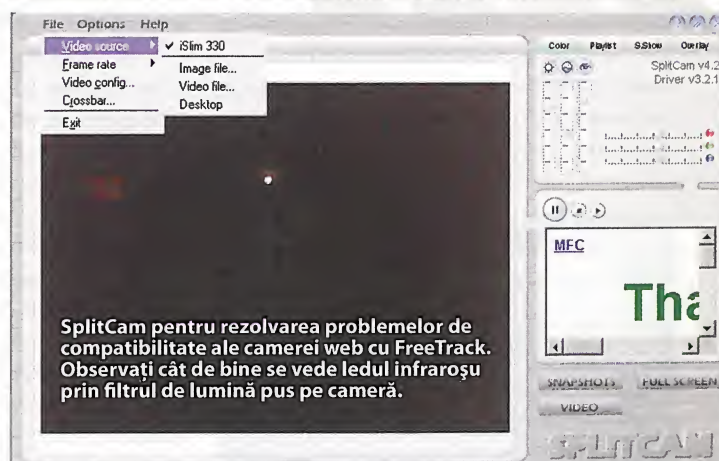 File Options Help
Video source
iSlim 330
Frame rate
Image file...
Video config...
Video file...
Crossbar...
Desktop
Exit
Color Playlist S.Show Overlay
SplitCam v4.2
Driver v3.2.1
MFC
Tha
SplitCam pentru rezolvarea problemelor de
compatibilitate ale camerei web cu FreeTrack.
Observați cât de bine se vede ledul infraroșu
prin filtrul de lumină pus pe cameră.
SNAPSHOTS FULL SCREEN
VIDEO
SPLITCAM